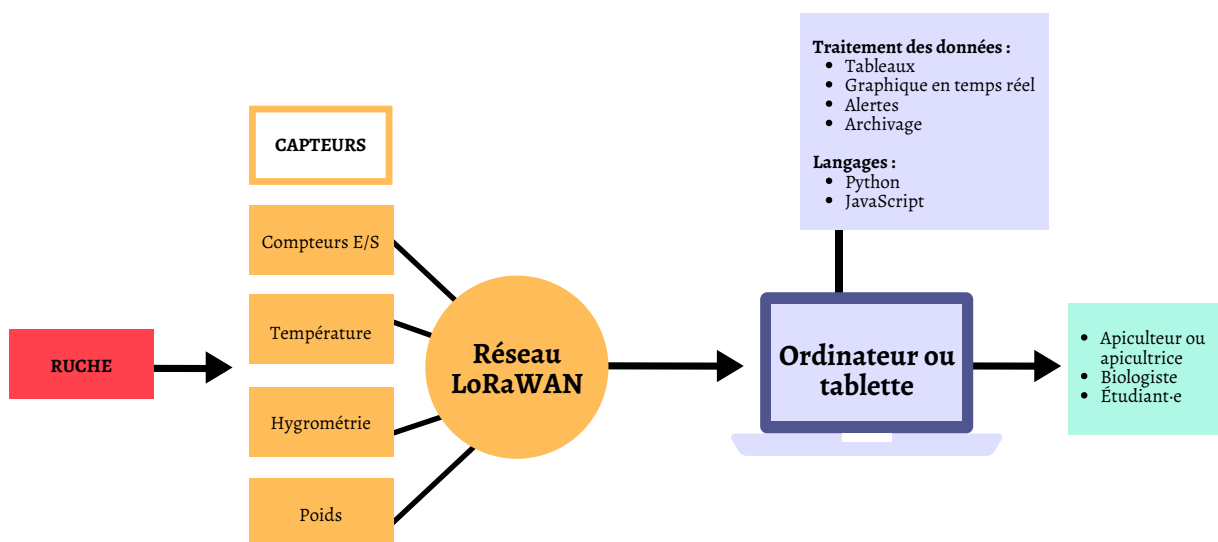 RUCHE
CAPTEURS
Compteurs E/S
Température
Hygrométrie
Poids
Réseau
LoRaWAN
Traitement des données :
• Tableaux
• Graphique en temps réel
• Alertes
• Archivage
Langages :
• Python
• JavaScript
Ordinateur ou
tablette
• Apiculteur ou
apicultrice
• Biologiste
• Étudiant·e